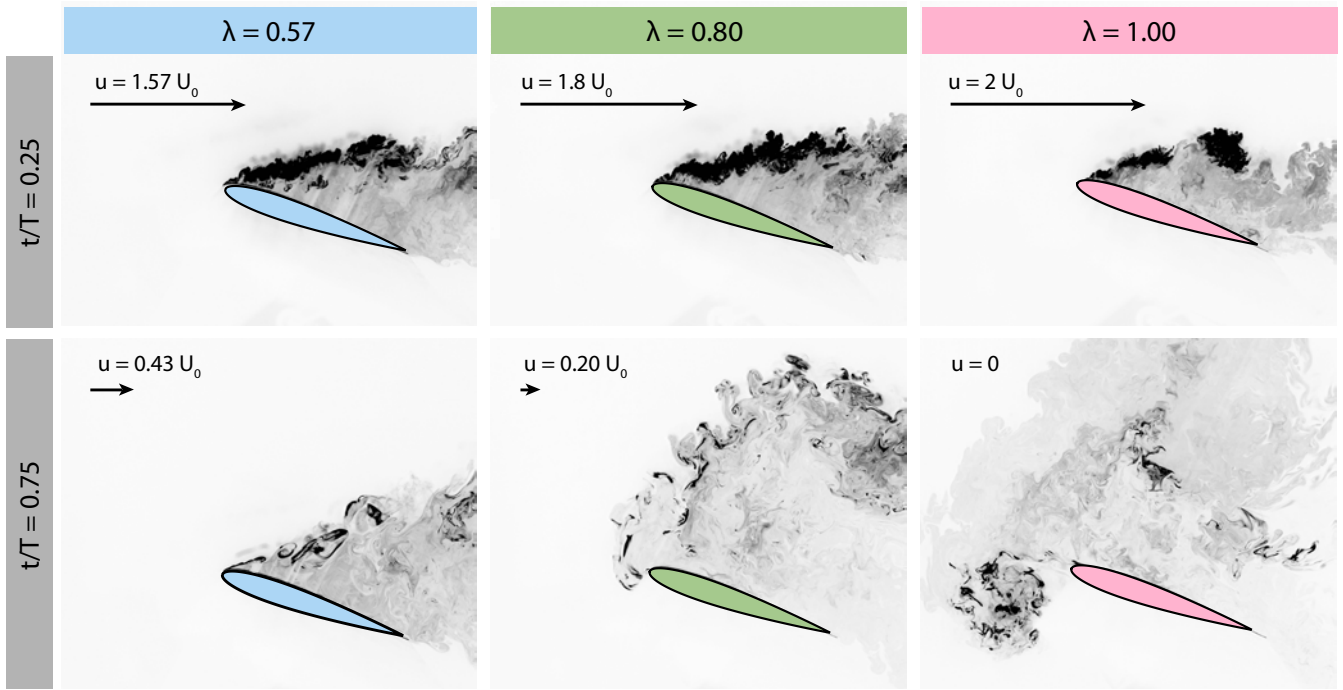 λ = 0.57
λ = 0.80
λ = 1.00
t/T = 0.25
u = 1.57 U₀
u = 1.8 U₀
u = 2 U₀
t/T = 0.75
u = 0.43 U₀
u = 0.20 U₀
u = 0